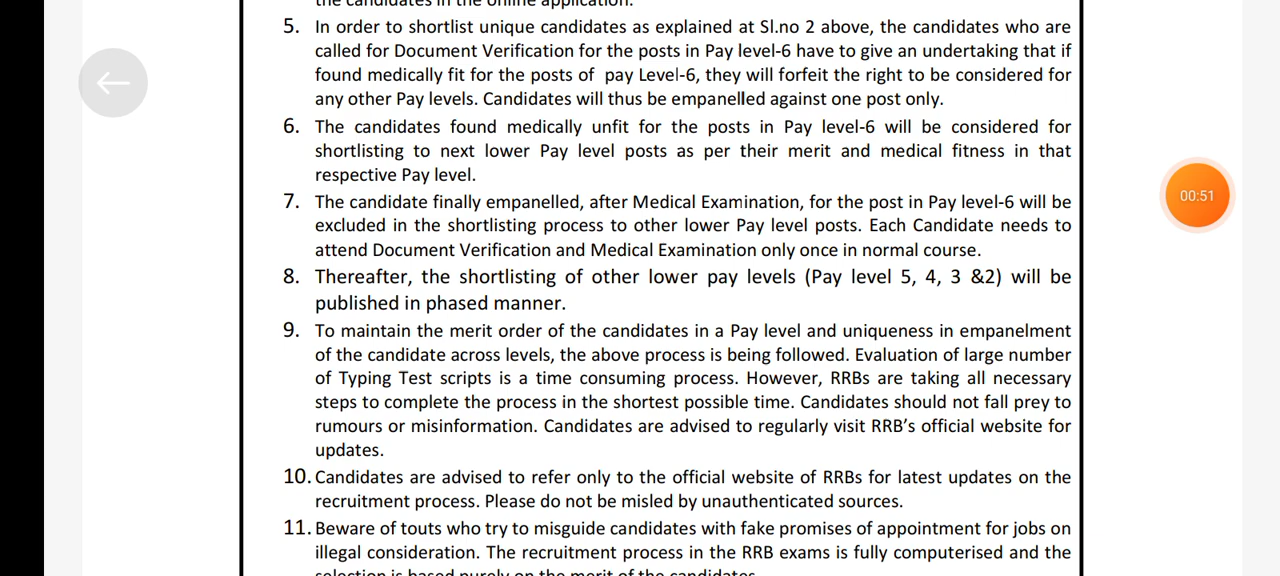 the candidates in the online application.
5. In order to shortlist unique candidates as explained at Sl.no 2 above, the candidates who are
called for Document Verification for the posts in Pay level-6 have to give an undertaking that if
found medically fit for the posts of pay Level-6, they will forfeit the right to be considered for
any other Pay levels. Candidates will thus be empanelled against one post only.
6. The candidates found medically unfit for the posts in Pay level-6 will be considered for
shortlisting to next lower Pay level posts as per their merit and medical fitness in that
respective Pay level.
7. The candidate finally empanelled, after Medical Examination, for the post in Pay level-6 will be
excluded in the shortlisting process to other lower Pay level posts. Each Candidate needs to
attend Document Verification and Medical Examination only once in normal course.
8. Thereafter, the shortlisting of other lower pay levels (Pay level 5, 4, 3 &2) will be
published in phased manner.
9. To maintain the merit order of the candidates in a Pay level and uniqueness in empanelment
of the candidate across levels, the above process is being followed. Evaluation of large number
of Typing Test scripts is a time consuming process. However, RRBs are taking all necessary
steps to complete the process in the shortest possible time. Candidates should not fall prey to
rumours or misinformation. Candidates are advised to regularly visit RRB's official website for
updates.
10. Candidates are advised to refer only to the official website of RRBs for latest updates on the
recruitment process. Please do not be misled by unauthenticated sources.
11. Beware of touts who try to misguide candidates with fake promises of appointment for jobs on
illegal consideration. The recruitment process in the RRB exams is fully computerised and the
selection is based purely on the merit of the candidates.
00:51